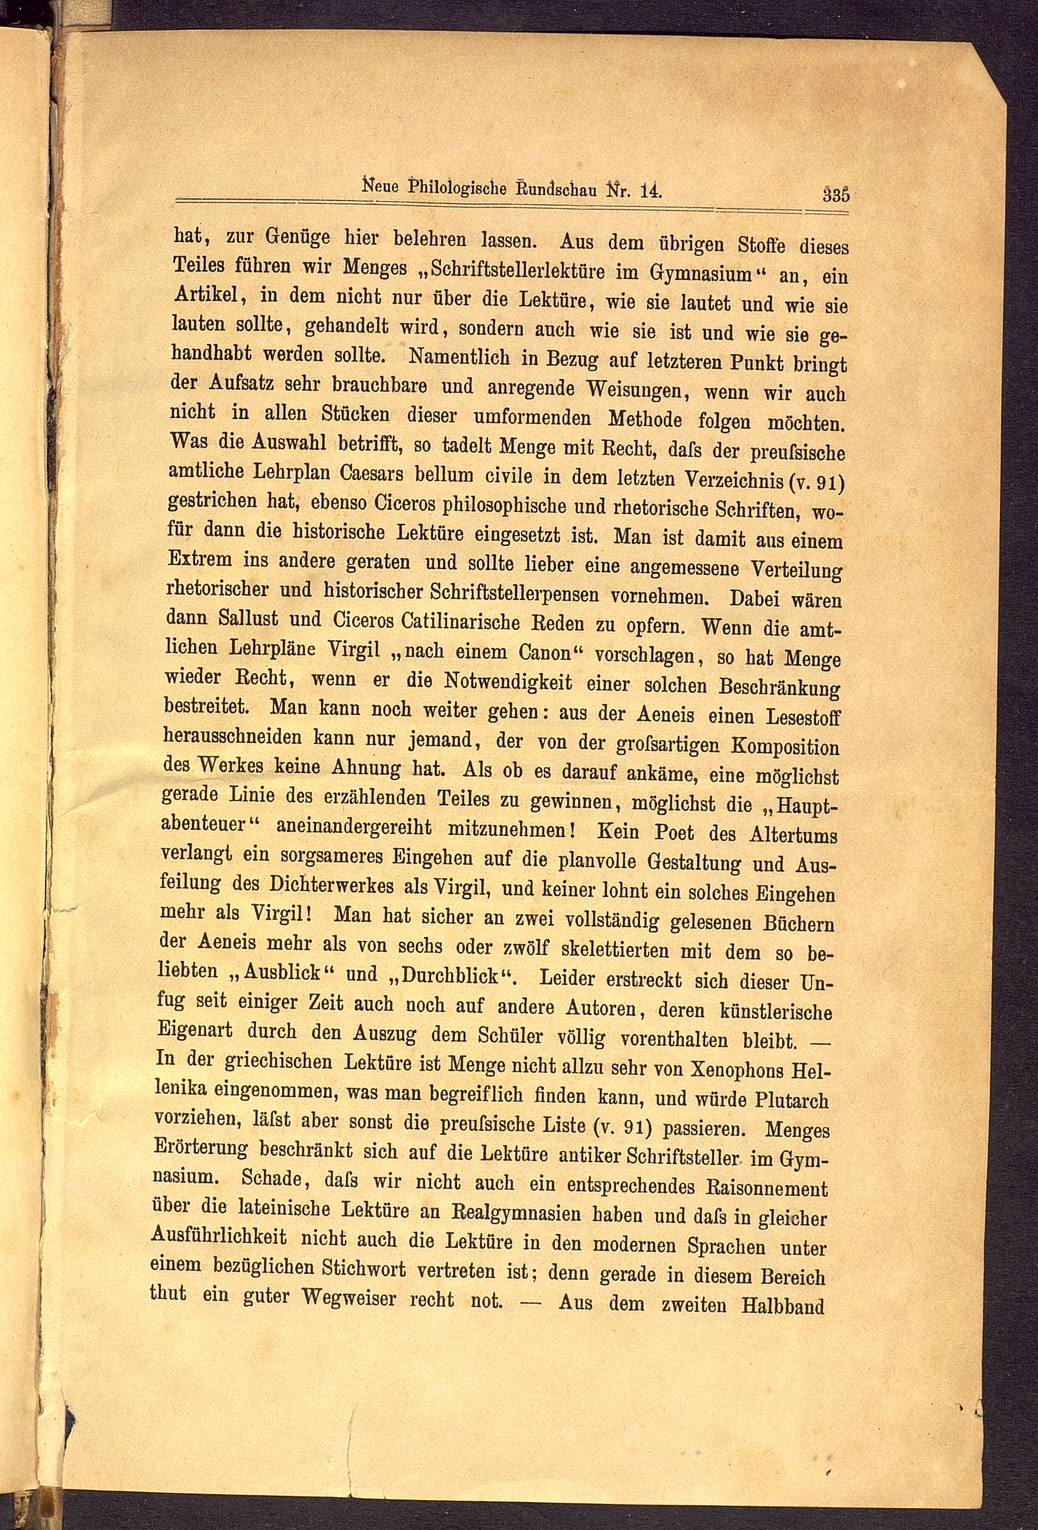 Neue Philologische Rundschau Nr. 14. 335
hat, zur Genüge hier belehren lassen. Aus dem übrigen Stoffe dieses
Teiles führen wir Menges „Schriftstellerlektüre im Gymnasium“ an, ein
Artikel, in dem nicht nur über die Lektüre, wie sie lautet und wie sie
lauten sollte, gehandelt wird, sondern auch wie sie ist und wie sie ge-
handhabt werden sollte. Namentlich in Bezug auf letzteren Punkt bringt
der Aufsatz sehr brauchbare und anregende Weisungen, wenn wir auch
nicht in allen Stücken dieser umformenden Methode folgen möchten.
Was die Auswahl betrifft, so tadelt Menge mit Recht, daſs der preuſsische
amtliche Lehrplan Caesars bellum civile in dem letzten Verzeichnis (v. 91)
gestrichen hat, ebenso Ciceros philosophische und rhetorische Schriften, wo-
für dann die historische Lektüre eingesetzt ist. Man ist damit aus einem
Extrem ins andere geraten und sollte lieber eine angemessene Verteilung
rhetorischer und historischer Schriftstellerpensen vornehmen. Dabei wären
dann Sallust und Ciceros Catilinarische Reden zu opfern. Wenn die amt-
lichen Lehrpläne Virgil „nach einem Canon“ vorschlagen, so hat Menge
wieder Recht, wenn er die Notwendigkeit einer solchen Beschränkung
bestreitet. Man kann noch weiter gehen: aus der Aeneis einen Lesestoff
herausschneiden kann nur jemand, der von der groſsartigen Komposition
des Werkes keine Ahnung hat. Als ob es darauf ankäme, eine möglichst
gerade Linie des erzählenden Teiles zu gewinnen, möglichst die „Haupt-
abenteuer“ aneinandergereiht mitzunehmen! Kein Poet des Altertums
verlangt ein sorgsameres Eingehen auf die planvolle Gestaltung und Aus-
feilung des Dichterwerkes als Virgil, und keiner lohnt ein solches Eingehen
mehr als Virgil! Man hat sicher an zwei vollständig gelesenen Büchern
der Aeneis mehr als von sechs oder zwölf skelettierten mit dem so be-
liebten „Ausblick“ und „Durchblick“. Leider erstreckt sich dieser Un-
fug seit einiger Zeit auch noch auf andere Autoren, deren künstlerische
Eigenart durch den Auszug dem Schüler völlig vorenthalten bleibt. —
In der griechischen Lektüre ist Menge nicht allzu sehr von Xenophons Hel-
lenika eingenommen, was man begreiflich finden kann, und würde Plutarch
vorziehen, läſst aber sonst die preuſsische Liste (v. 91) passieren. Menges
Erörterung beschränkt sich auf die Lektüre antiker Schriftsteller im Gym-
nasium. Schade, daſs wir nicht auch ein entsprechendes Raisonnement
über die lateinische Lektüre an Realgymnasien haben und daſs in gleicher
Ausführlichkeit nicht auch die Lektüre in den modernen Sprachen unter
einem bezüglichen Stichwort vertreten ist; denn gerade in diesem Bereich
thut ein guter Wegweiser recht not. — Aus dem zweiten Halbband